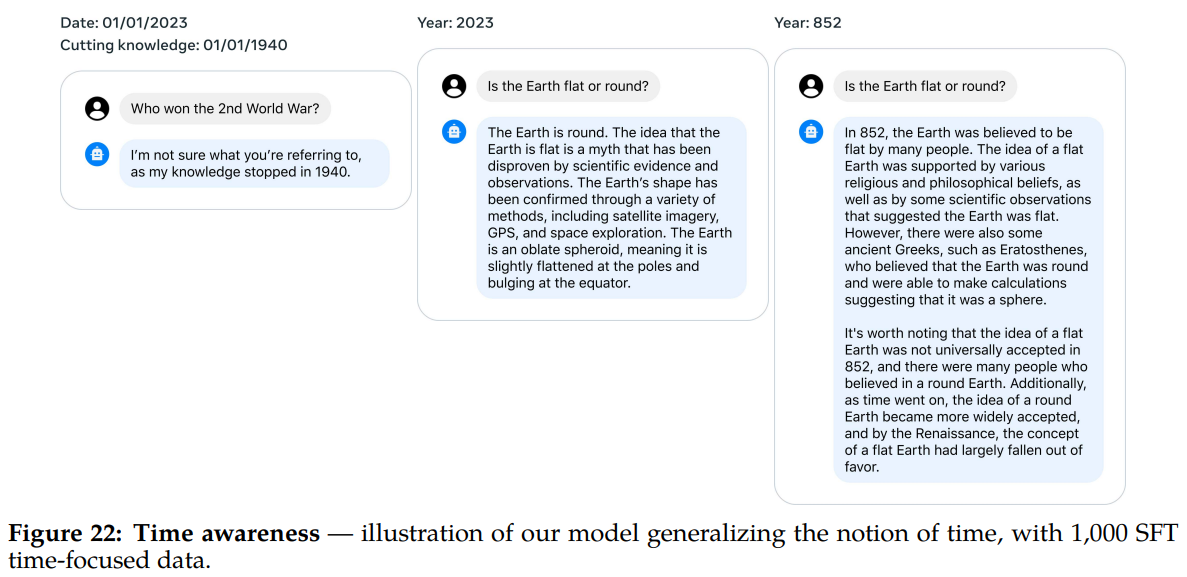 Date: 01/01/2023
Cutting knowledge: 01/01/1940
Who won the 2nd World War?
I'm not sure what you're referring to,
as my knowledge stopped in 1940.
Year: 2023
Is the Earth flat or round?
The Earth is round. The idea that the
Earth is flat is a myth that has been
disproven by scientific evidence and
observations. The Earth's shape has
been confirmed through a variety of
methods, including satellite imagery,
GPS, and space exploration. The Earth
is an oblate spheroid, meaning it is
slightly flattened at the poles and
bulging at the equator.
Year: 852
Is the Earth flat or round?
In 852, the Earth was believed to be
flat by many people. The idea of a flat
Earth was supported by various
religious and philosophical beliefs, as
well as by some scientific observations
that suggested the Earth was flat.
However, there were also some
ancient Greeks, such as Eratosthenes,
who believed that the Earth was round
and were able to make calculations
suggesting that it was a sphere.
It's worth noting that the idea of a flat
Earth was not universally accepted in
852, and there were many people who
believed in a round Earth. Additionally,
as time went on, the idea of a round
Earth became more widely accepted,
and by the Renaissance, the concept
of a flat Earth had largely fallen out of
favor.
Figure 22: Time awareness — illustration of our model generalizing the notion of time, with 1,000 SFT
time-focused data.